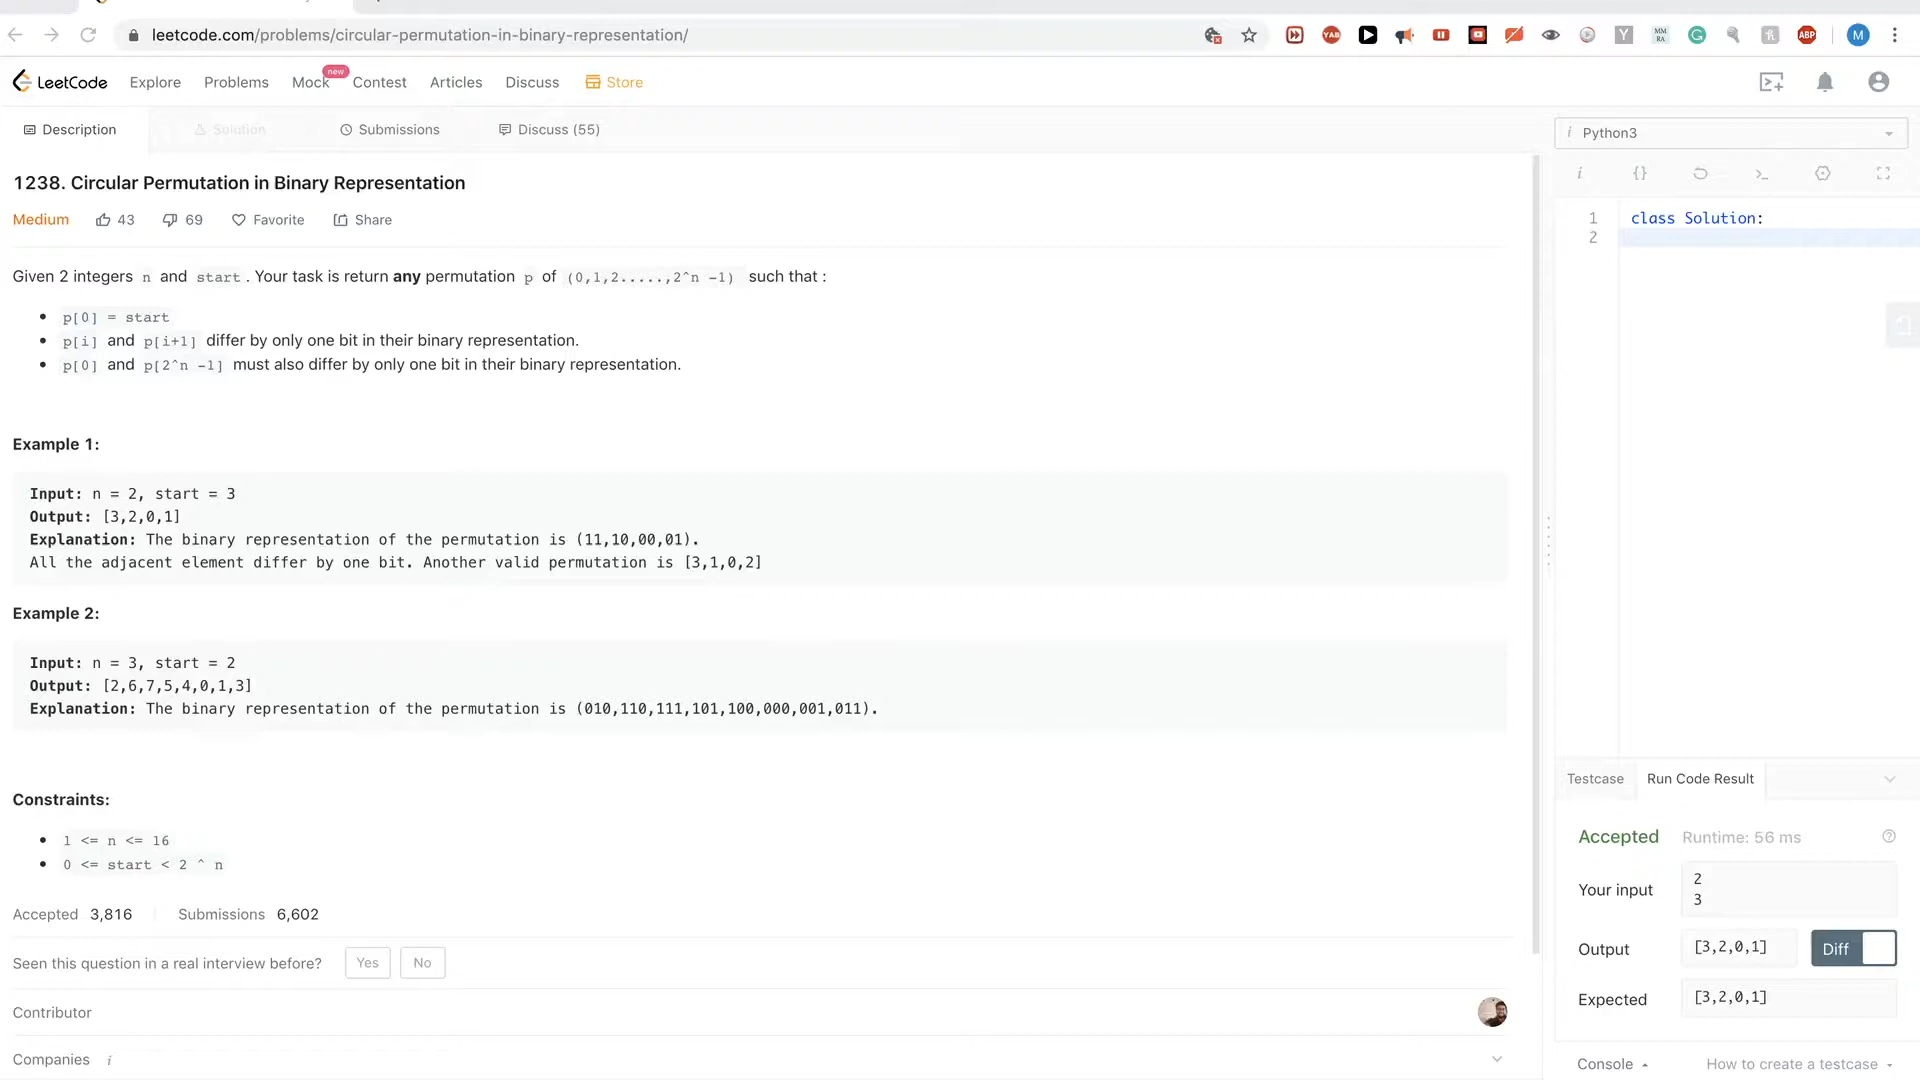 leetcode.com/problems/circular-permutation-in-binary-representation/
YAB
MM RA
Y
G
ABP
M
LeetCode Explore Problems Mock new Contest Articles Discuss Store
Description Solution Submissions Discuss (55)
i Python3
1238. Circular Permutation in Binary Representation
Medium 43 69 Favorite Share
i {} >_
1 class Solution:
2
Given 2 integers n and start. Your task is return any permutation p of (0,1,2.....,2^n -1) such that :
• p[0] = start
• p[i] and p[i+1] differ by only one bit in their binary representation.
• p[0] and p[2^n -1] must also differ by only one bit in their binary representation.
Example 1:
Input: n = 2, start = 3
Output: [3,2,0,1]
Explanation: The binary representation of the permutation is (11,10,00,01).
All the adjacent element differ by one bit. Another valid permutation is [3,1,0,2]
Example 2:
Input: n = 3, start = 2
Output: [2,6,7,5,4,0,1,3]
Explanation: The binary representation of the permutation is (010,110,111,101,100,000,001,011).
Constraints:
• 1 <= n <= 16
• 0 <= start < 2 ^ n
Accepted 3,816 Submissions 6,602
Seen this question in a real interview before? Yes No
Contributor
Companies i
Testcase Run Code Result
Accepted Runtime: 56 ms
Your input
2
3
Output [3,2,0,1] Diff
Expected [3,2,0,1]
Console How to create a testcase